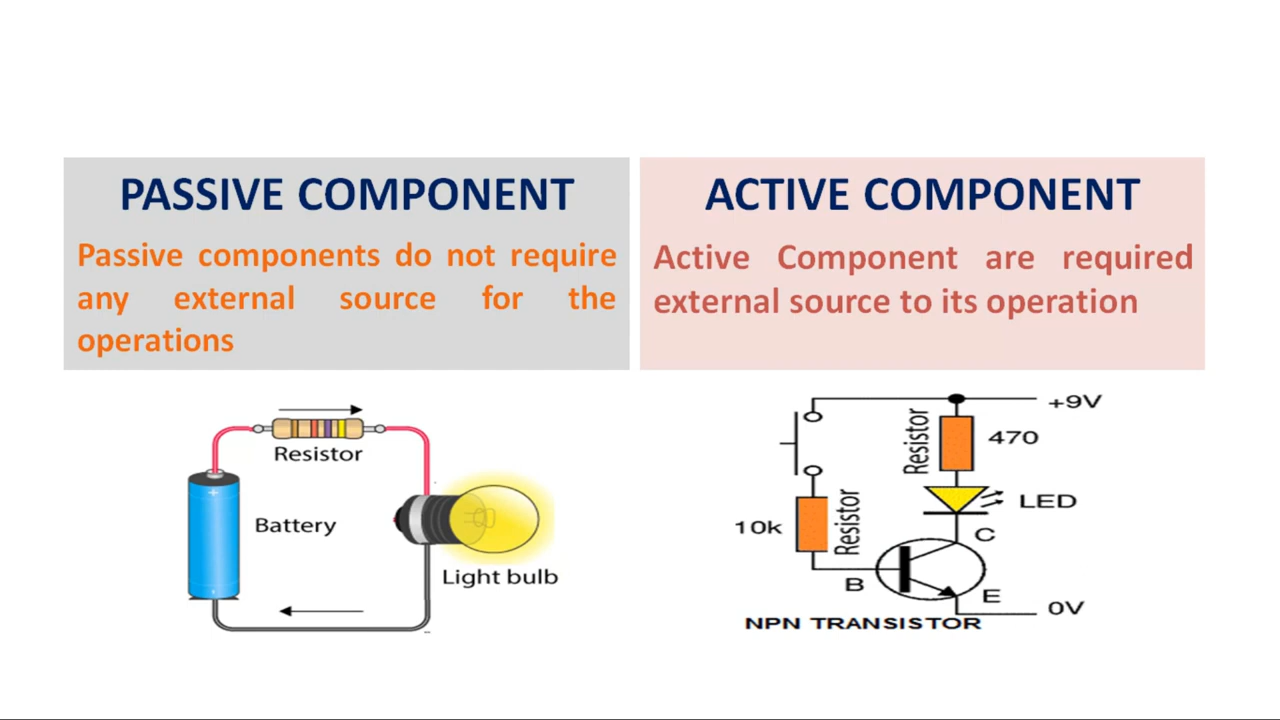 PASSIVE COMPONENT
Passive components do not require
any external source for the
operations
ACTIVE COMPONENT
Active Component are required
external source to its operation
Resistor
Battery
Light bulb
+9V
Resistor
470
LED
10k
Resistor
C
B
E
0V
NPN TRANSISTOR